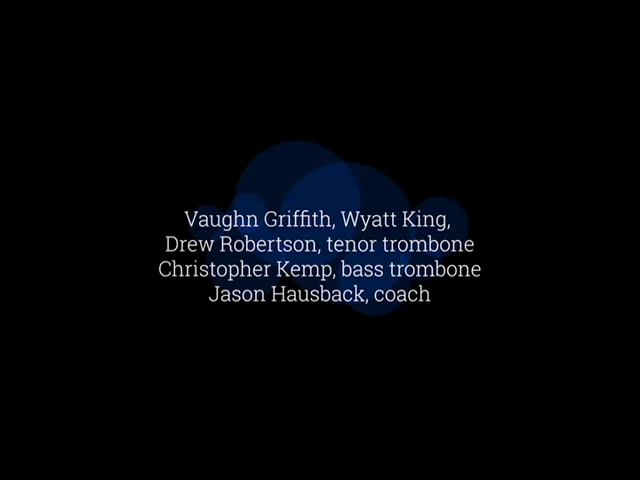 Vaughn Griffith, Wyatt King,
Drew Robertson, tenor trombone
Christopher Kemp, bass trombone
Jason Hausback, coach